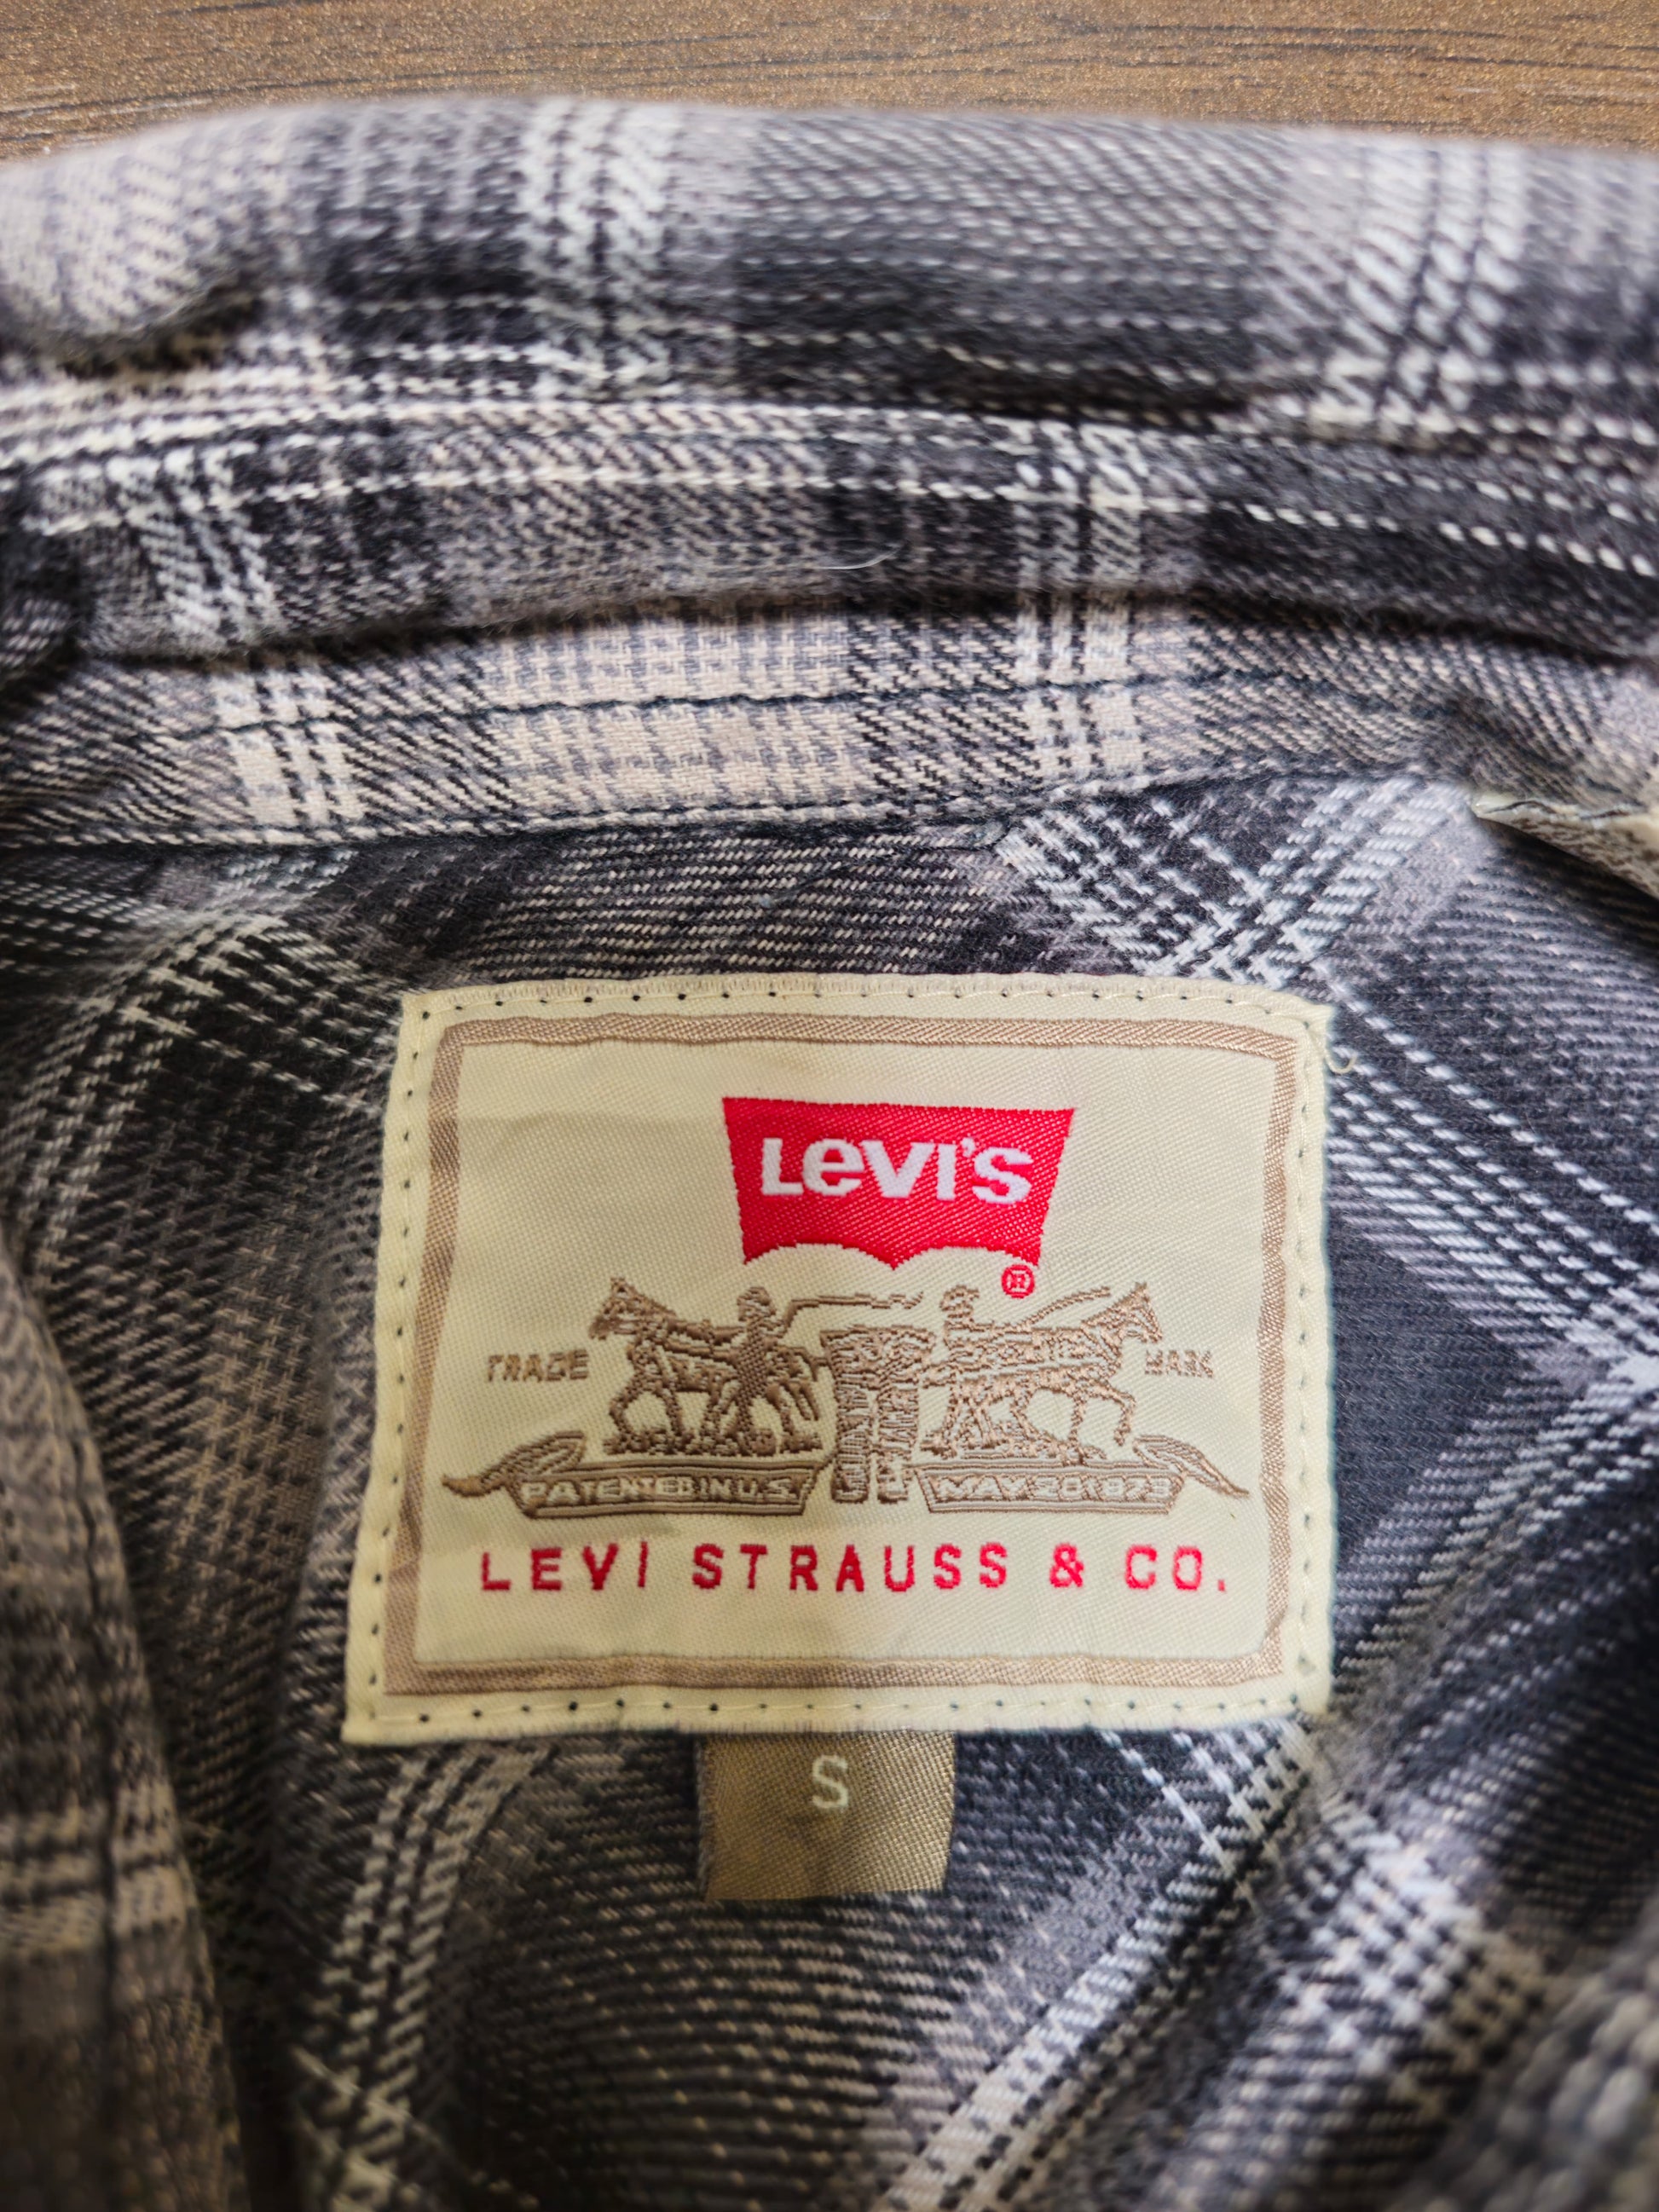 LEVI'S
®
TRADE MARK
PATENTED IN U.S. MAY 20 1873
LEVI STRAUSS & CO.
S